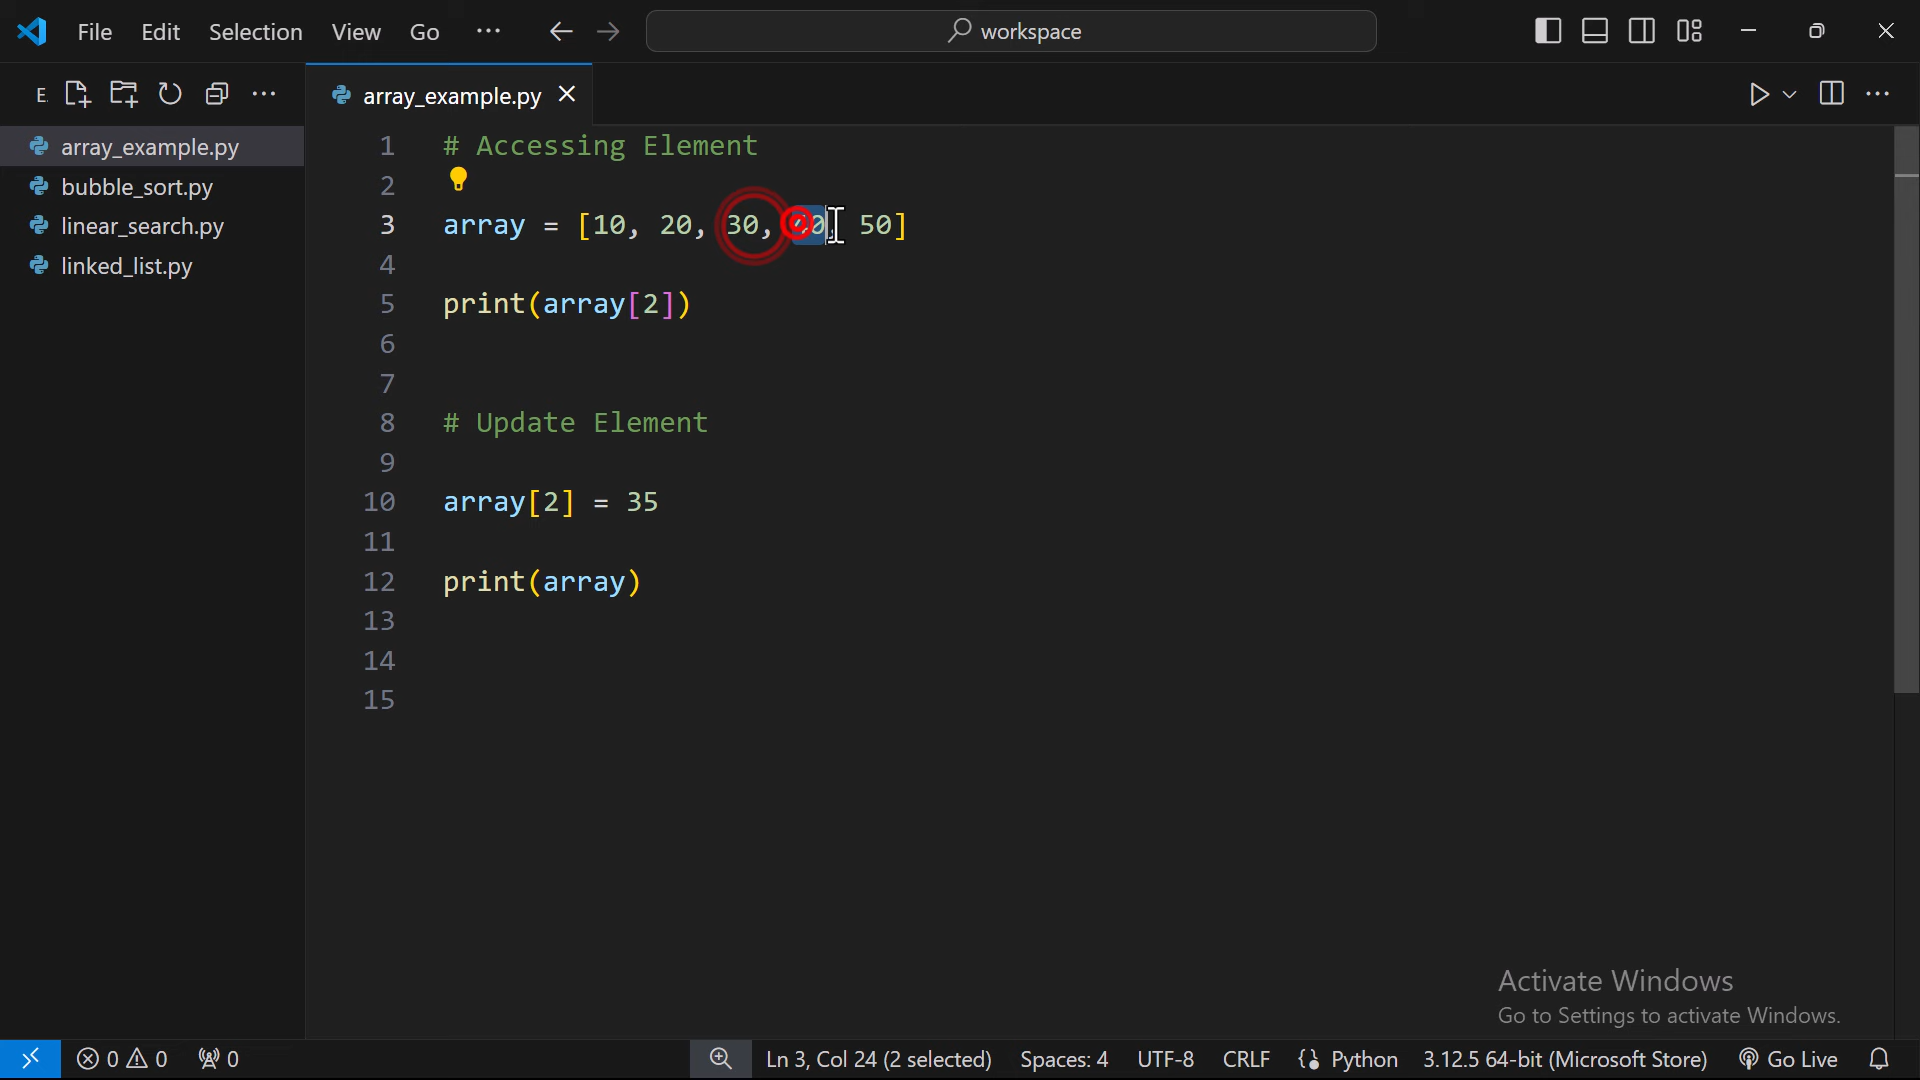 File Edit Selection View Go ··· workspace
E. array_example.py
array_example.py
bubble_sort.py
linear_search.py
linked_list.py
1 # Accessing Element
2
3 array = [10, 20, 30, 40, 50]
4
5 print(array[2])
6
7
8 # Update Element
9
10 array[2] = 35
11
12 print(array)
13
14
15
Activate Windows
Go to Settings to activate Windows.
0 0 0 Ln 3, Col 24 (2 selected) Spaces: 4 UTF-8 CRLF Python 3.12.5 64-bit (Microsoft Store) Go Live